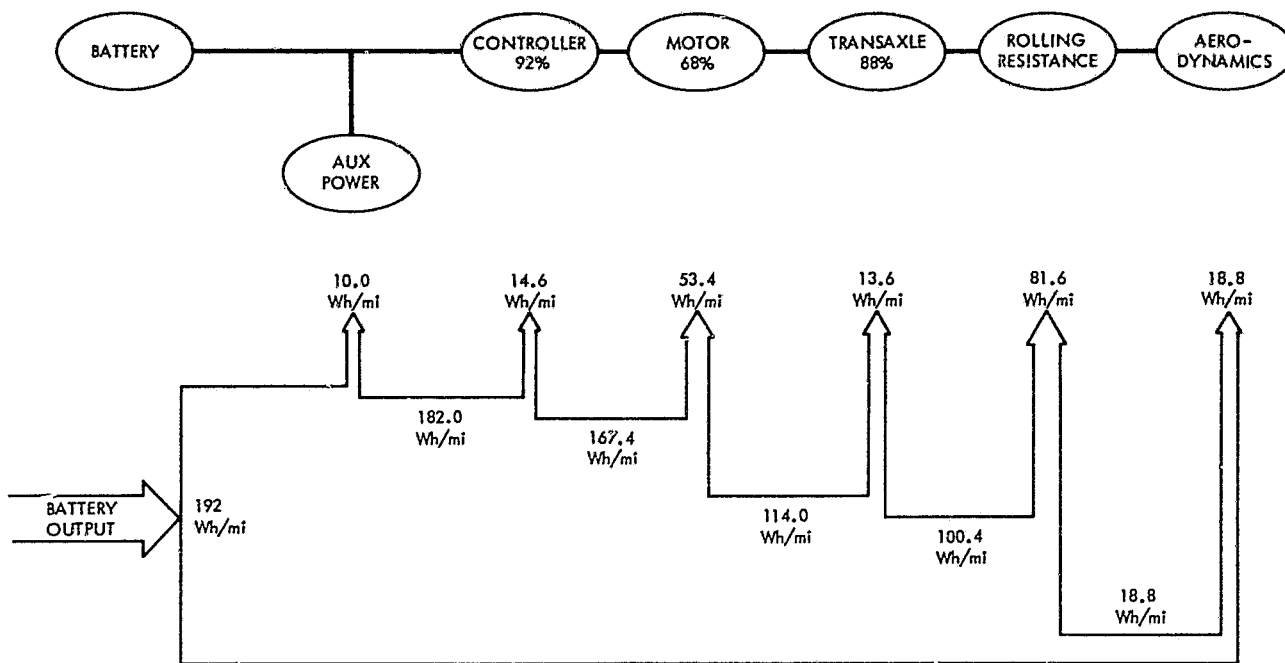 BATTERY
CONTROLLER
92%
MOTOR
68%
TRANSAXLE
88%
ROLLING
RESISTANCE
AERO-
DYNAMICS
AUX
POWER
10.0
Wh/mi
14.6
Wh/mi
53.4
Wh/mi
13.6
Wh/mi
81.6
Wh/mi
18.8
Wh/mi
182.0
Wh/mi
167.4
Wh/mi
BATTERY
OUTPUT
192
Wh/mi
114.0
Wh/mi
100.4
Wh/mi
18.8
Wh/mi